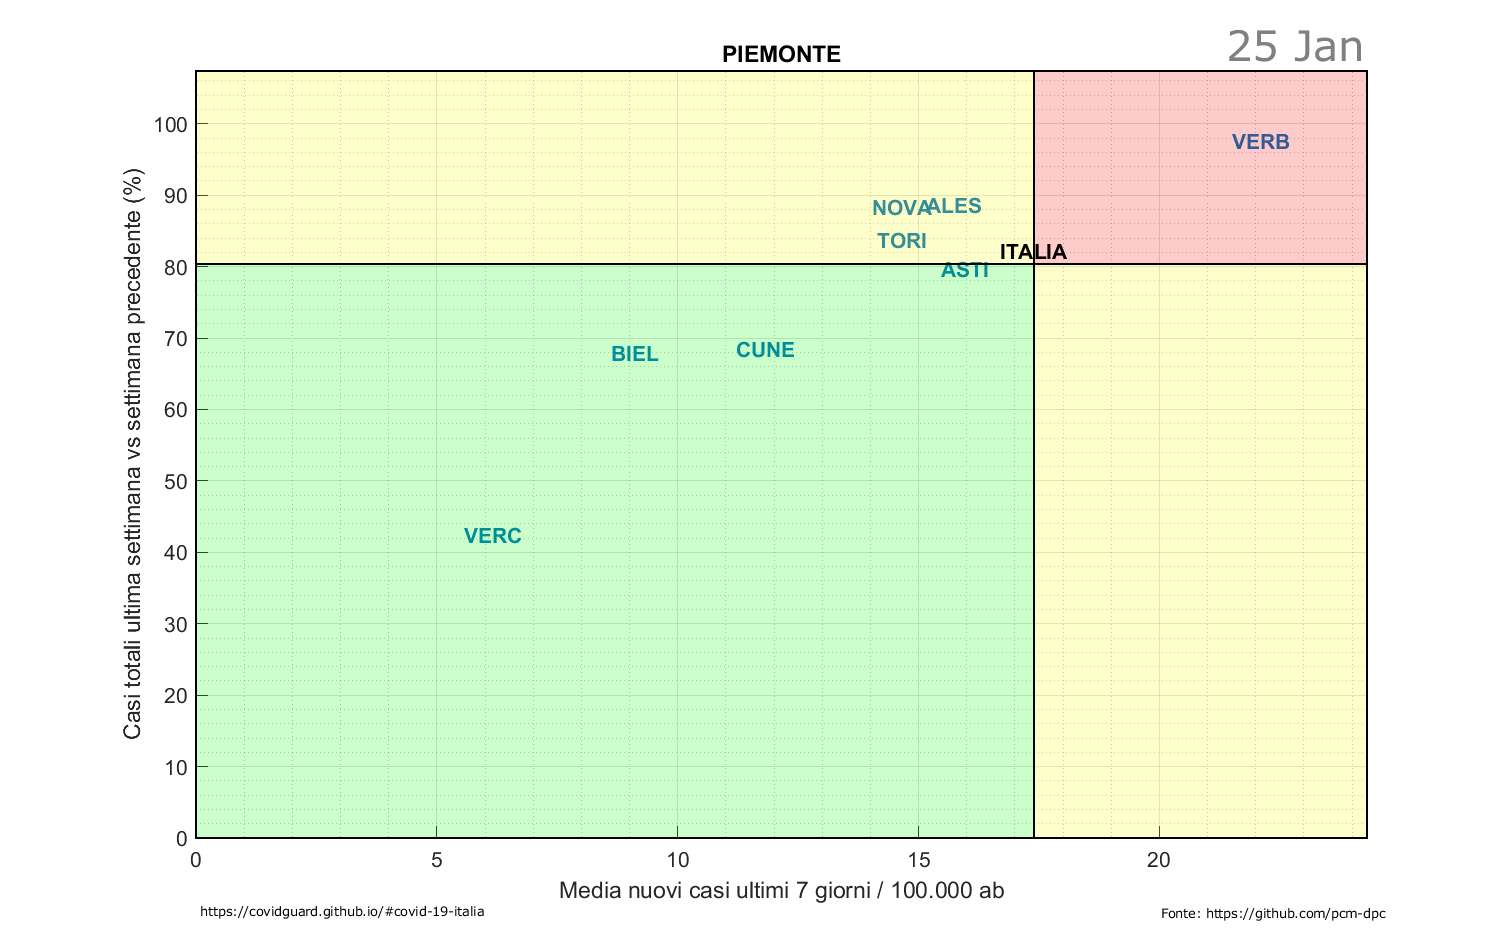 25 Jan
PIEMONTE
Casi totali ultima settimana vs settimana precedente (%)
100
90
80
70
60
50
40
30
20
10
0
VERB
NOVA
ALES
TORI
ITALIA
ASTI
BIEL
CUNE
VERC
0
5
10
15
20
Media nuovi casi ultimi 7 giorni / 100.000 ab
https://covidguard.github.io/#covid-19-italia
Fonte: https://github.com/pcm-dpc